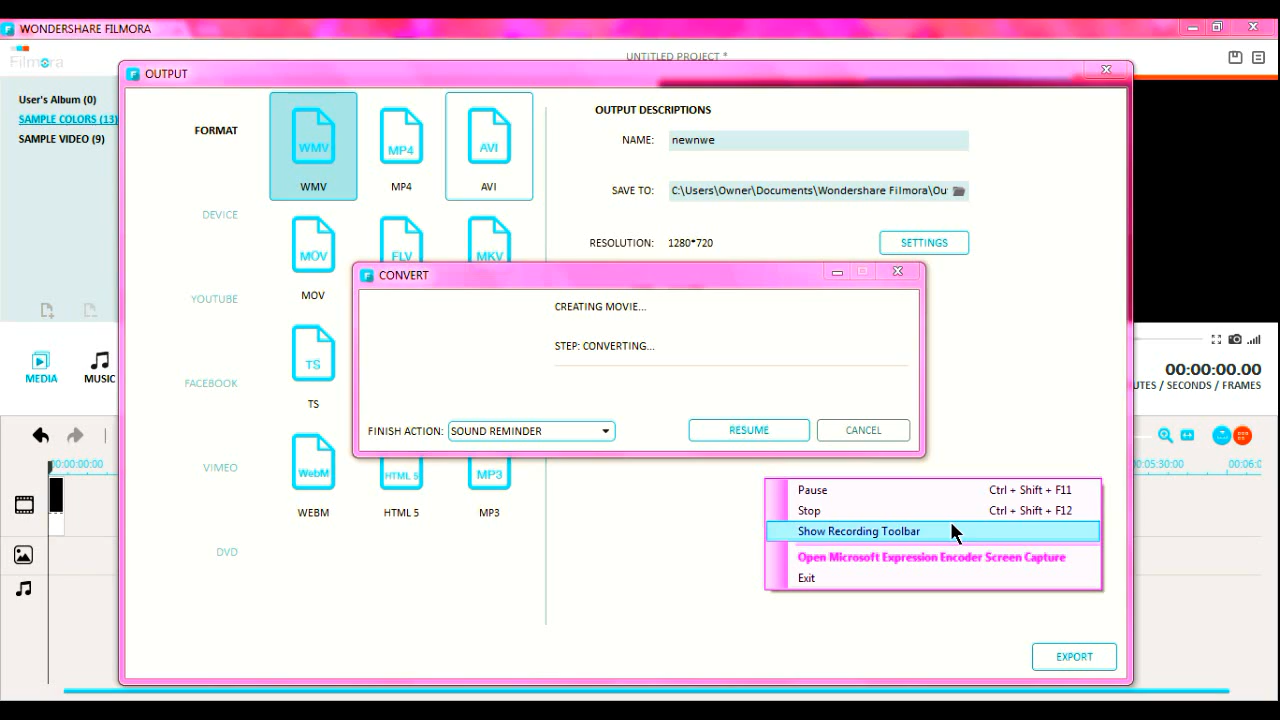 WONDERSHARE FILMORA
Filmora
UNTITLED PROJECT *
OUTPUT
User's Album (0)
SAMPLE COLORS (13)
SAMPLE VIDEO (9)
FORMAT
DEVICE
YOUTUBE
FACEBOOK
VIMEO
DVD
WMV
MP4
AVI
WMV
MP4
AVI
MOV
FLV
MKV
MOV
TS
TS
WebM
HTML 5
MP3
WEBM
HTML 5
MP3
OUTPUT DESCRIPTIONS
NAME: newnwe
SAVE TO: C:\Users\Owner\Documents\Wondershare Filmora\Ou
RESOLUTION: 1280*720
SETTINGS
CONVERT
CREATING MOVIE...
STEP: CONVERTING...
FINISH ACTION: SOUND REMINDER
RESUME
CANCEL
Pause Ctrl + Shift + F11
Stop Ctrl + Shift + F12
Show Recording Toolbar
Open Microsoft Expression Encoder Screen Capture
Exit
EXPORT
MEDIA
MUSIC
00:00:00.00
UTES / SECONDS / FRAMES
00:00:00:00
0:05:30:00
00:06:0